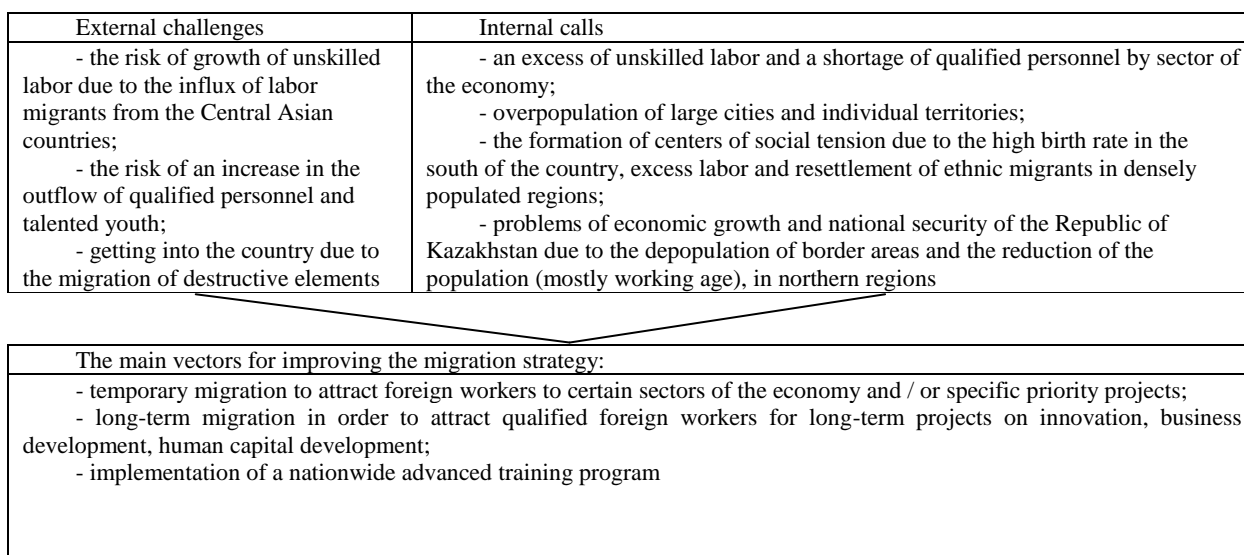 External challenges
- the risk of growth of unskilled
labor due to the influx of labor
migrants from the Central Asian
countries;
- the risk of an increase in the
outflow of qualified personnel and
talented youth;
- getting into the country due to
the migration of destructive elements
Internal calls
- an excess of unskilled labor and a shortage of qualified personnel by sector of
the economy;
- overpopulation of large cities and individual territories;
- the formation of centers of social tension due to the high birth rate in the
south of the country, excess labor and resettlement of ethnic migrants in densely
populated regions;
- problems of economic growth and national security of the Republic of
Kazakhstan due to the depopulation of border areas and the reduction of the
population (mostly working age), in northern regions
The main vectors for improving the migration strategy:
- temporary migration to attract foreign workers to certain sectors of the economy and / or specific priority projects;
- long-term migration in order to attract qualified foreign workers for long-term projects on innovation, business
development, human capital development;
- implementation of a nationwide advanced training program